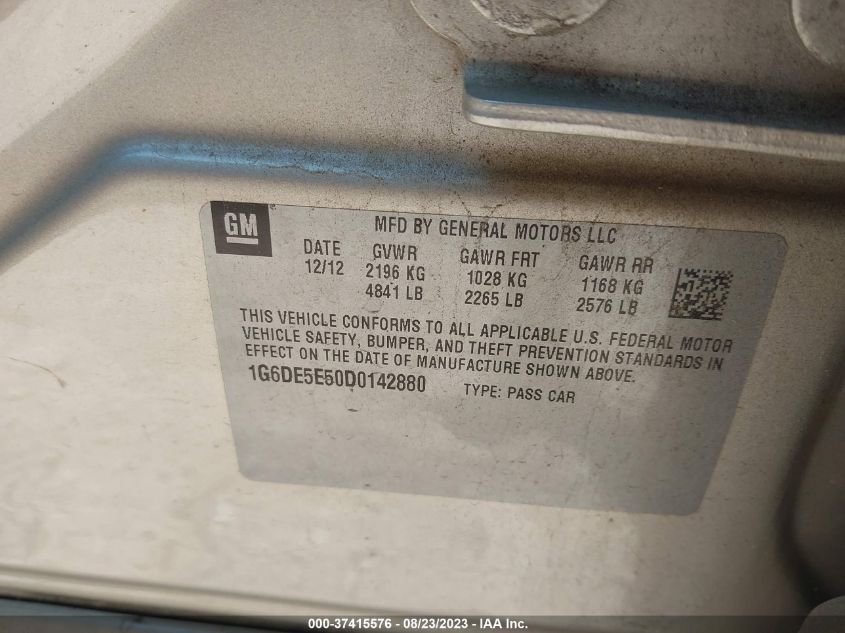 GM
MFD BY GENERAL MOTORS LLC
DATE GVWR GAWR FRT GAWR RR
12/12 2196 KG 1028 KG 1168 KG
4841 LB 2265 LB 2576 LB
THIS VEHICLE CONFORMS TO ALL APPLICABLE U.S. FEDERAL MOTOR
VEHICLE SAFETY, BUMPER, AND THEFT PREVENTION STANDARDS IN
EFFECT ON THE DATE OF MANUFACTURE SHOWN ABOVE.
1G6DE5E50D0142880 TYPE: PASS CAR
000-37415576 / 08/23/2023 - IAA Inc.